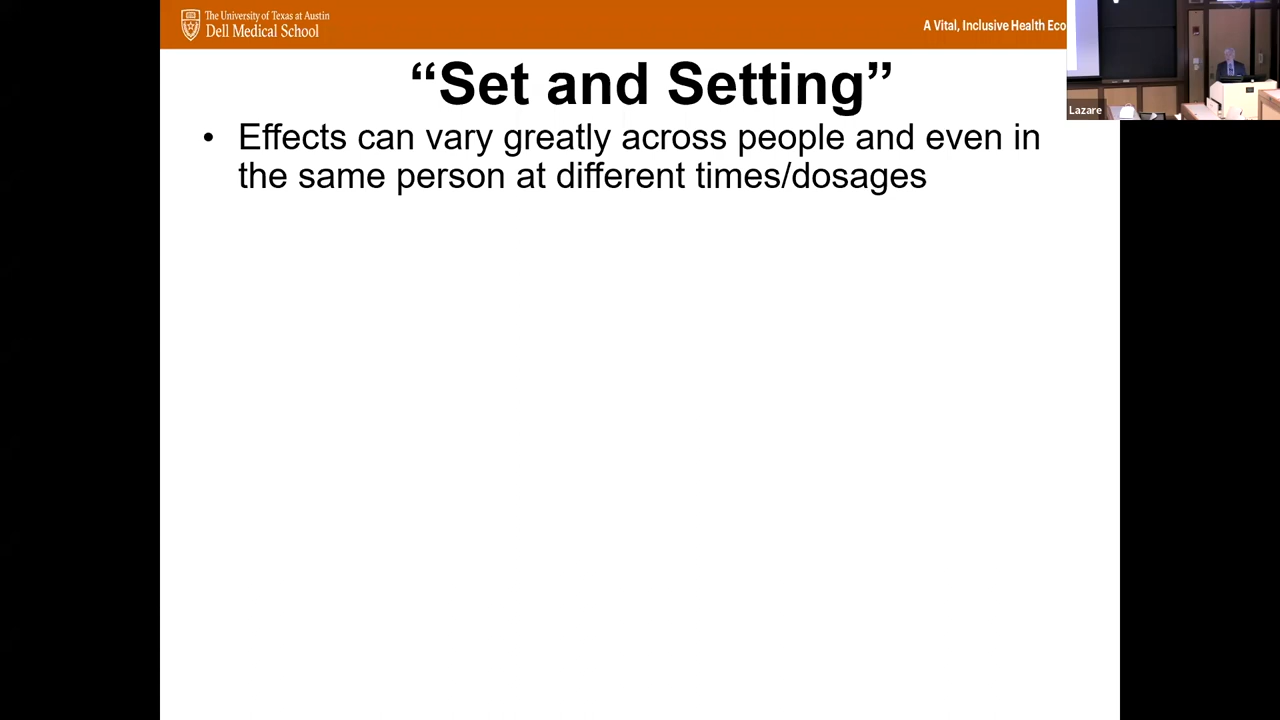 The University of Texas at Austin
Dell Medical School
A Vital, Inclusive Health Eco
Lazare
“Set and Setting”
• Effects can vary greatly across people and even in
the same person at different times/dosages